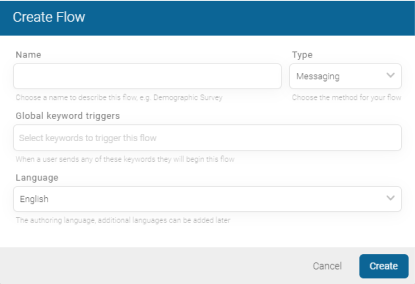 Create Flow
Name Type
Messaging
Choose a name to describe this flow, e.g. Demographic Survey Choose the method for your flow
Global keyword triggers
Select keywords to trigger this flow
When a user sends any of these keywords they will begin this flow
Language
English
The authoring language, additional languages can be added later
Cancel Create